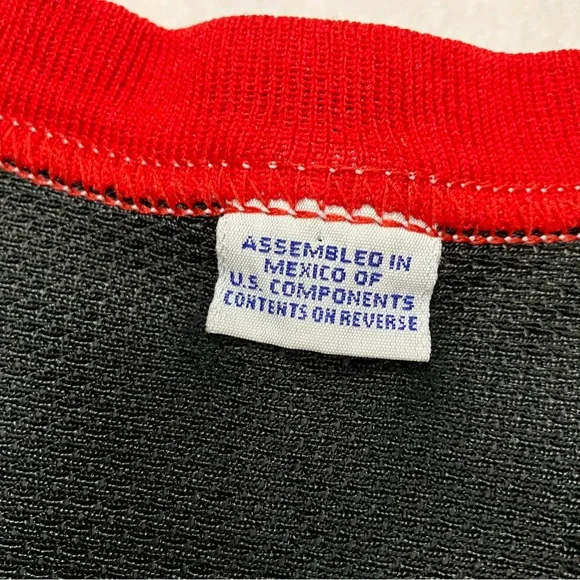 ASSEMBLED IN
MEXICO OF
U.S. COMPONENTS
CONTENTS ON REVERSE